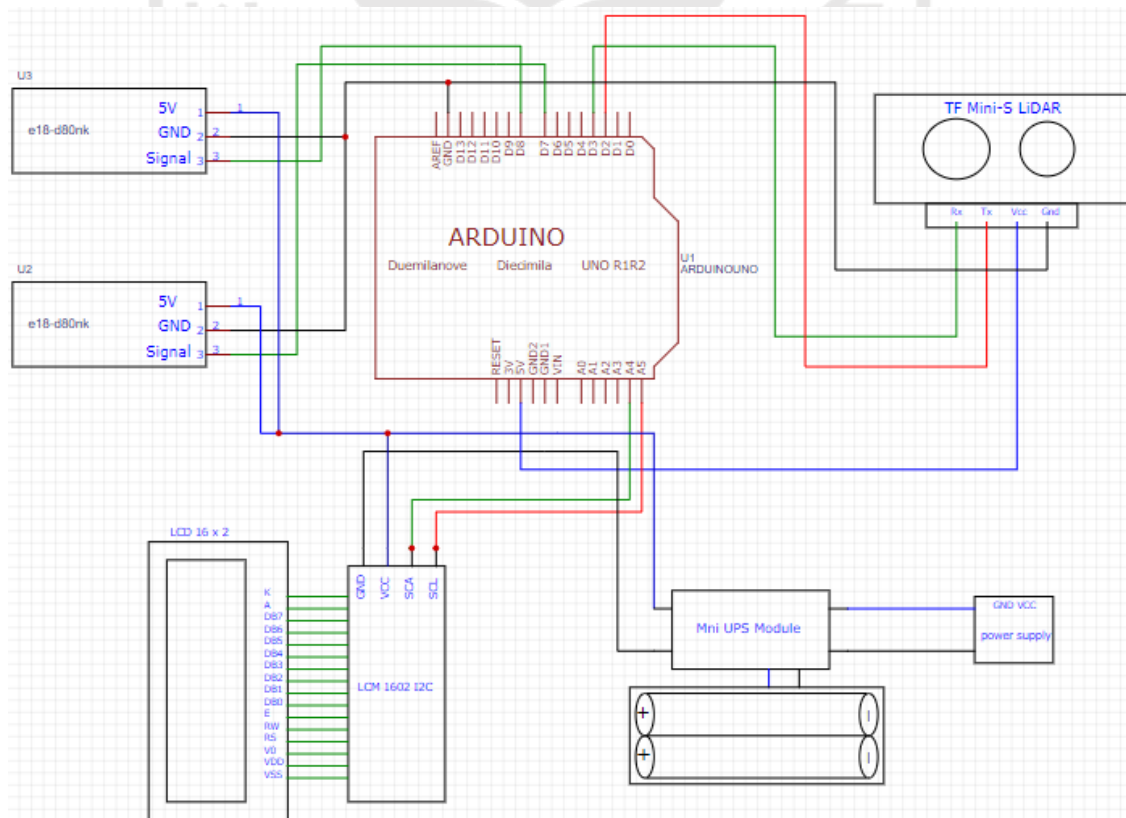 U3
e18-d80nk
5V 1 1
GND 2 2
Signal 3 3
U2
e18-d80nk
5V 1 1
GND 2 2
Signal 3 3
AREF GND D13 D12 D11 D10 D9 D8 D7 D6 D5 D4 D3 D2 D1 D0
ARDUINO
Duemilanove Diecimila UNO R1R2
U1
ARDUINOUNO
RESET 3V 5V GND2 GND1 VIN A0 A1 A2 A3 A4 A5
TF Mini-S LiDAR
Rx Tx Vcc Gnd
LCD 16 x 2
K
A
DB7
DB6
DB5
DB4
DB3
DB2
DB1
DB0
E
RW
RS
V0
VDD
VSS
GND VCC SCA SCL
LCM 1602 I2C
Mni UPS Module
GND VCC
power supply
+ -
+ -